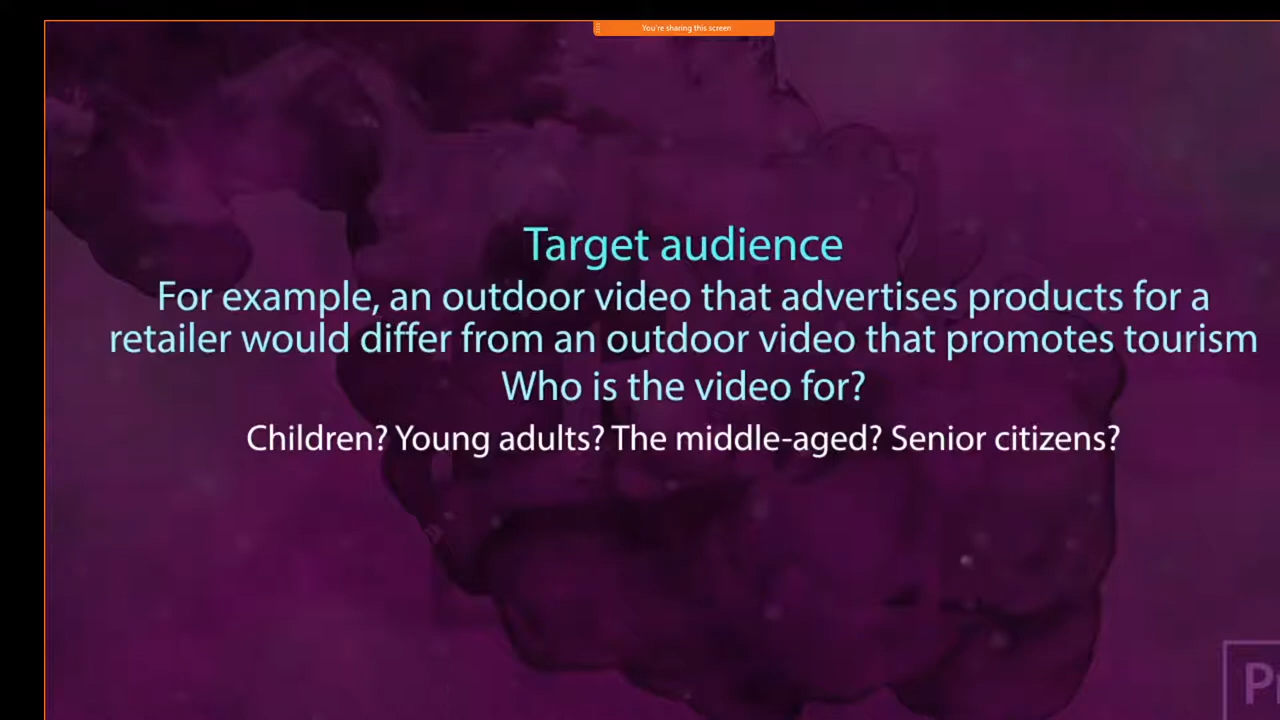 You're sharing this screen
Target audience
For example, an outdoor video that advertises products for a
retailer would differ from an outdoor video that promotes tourism
Who is the video for?
Children? Young adults? The middle-aged? Senior citizens?